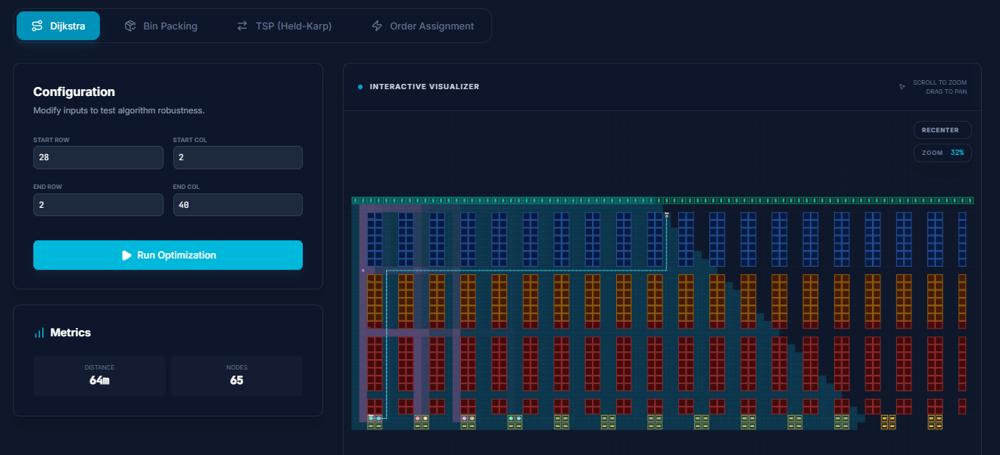 Dijkstra
Bin Packing
TSP (Held-Karp)
Order Assignment
Configuration
Modify inputs to test algorithm robustness.
START ROW
START COL
28
2
END ROW
END COL
2
40
Run Optimization
Metrics
DISTANCE
NODES
64m
65
INTERACTIVE VISUALIZER
SCROLL TO ZOOM
DRAG TO PAN
RECENTER
ZOOM 32%